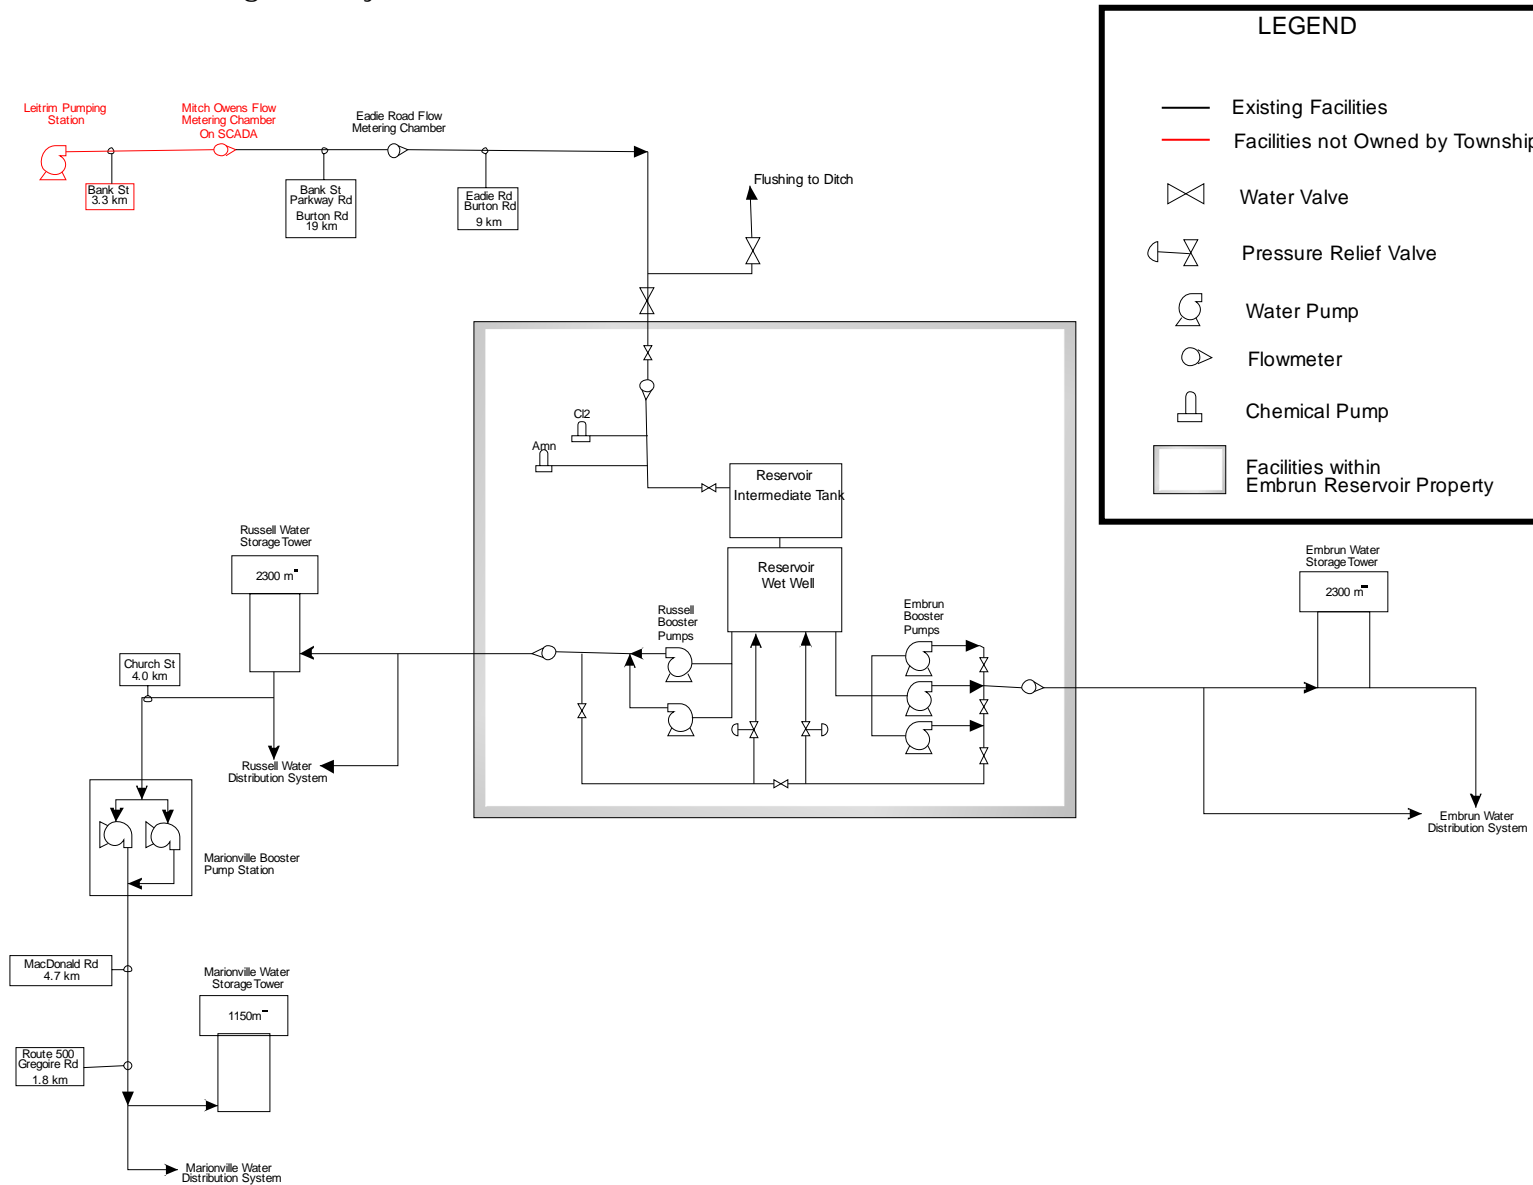 LEGEND
Existing Facilities
Facilities not Owned by Township
Water Valve
Pressure Relief Valve
Water Pump
Flowmeter
Chemical Pump
Facilities within
Embrun Reservoir Property
Leitrim Pumping
Station
Mitch Owens Flow
Metering Chamber
On SCADA
Eadie Road Flow
Metering Chamber
Bank St
3.3 km
Bank St
Parkway Rd
Burton Rd
19 km
Eadie Rd
Burton Rd
9 km
Flushing to Ditch
Cl2
Amn
Reservoir
Intermediate Tank
Reservoir
Wet Well
Russell
Booster
Pumps
Embrun
Booster
Pumps
Russell Water
Storage Tower
2300 m
Church St
4.0 km
Russell Water
Distribution System
Embrun Water
Storage Tower
2300 m
Embrun Water
Distribution System
Marionville Booster
Pump Station
MacDonald Rd
4.7 km
Marionville Water
Storage Tower
1150m
Route 500
Gregoire Rd
1.8 km
Marionville Water
Distribution System